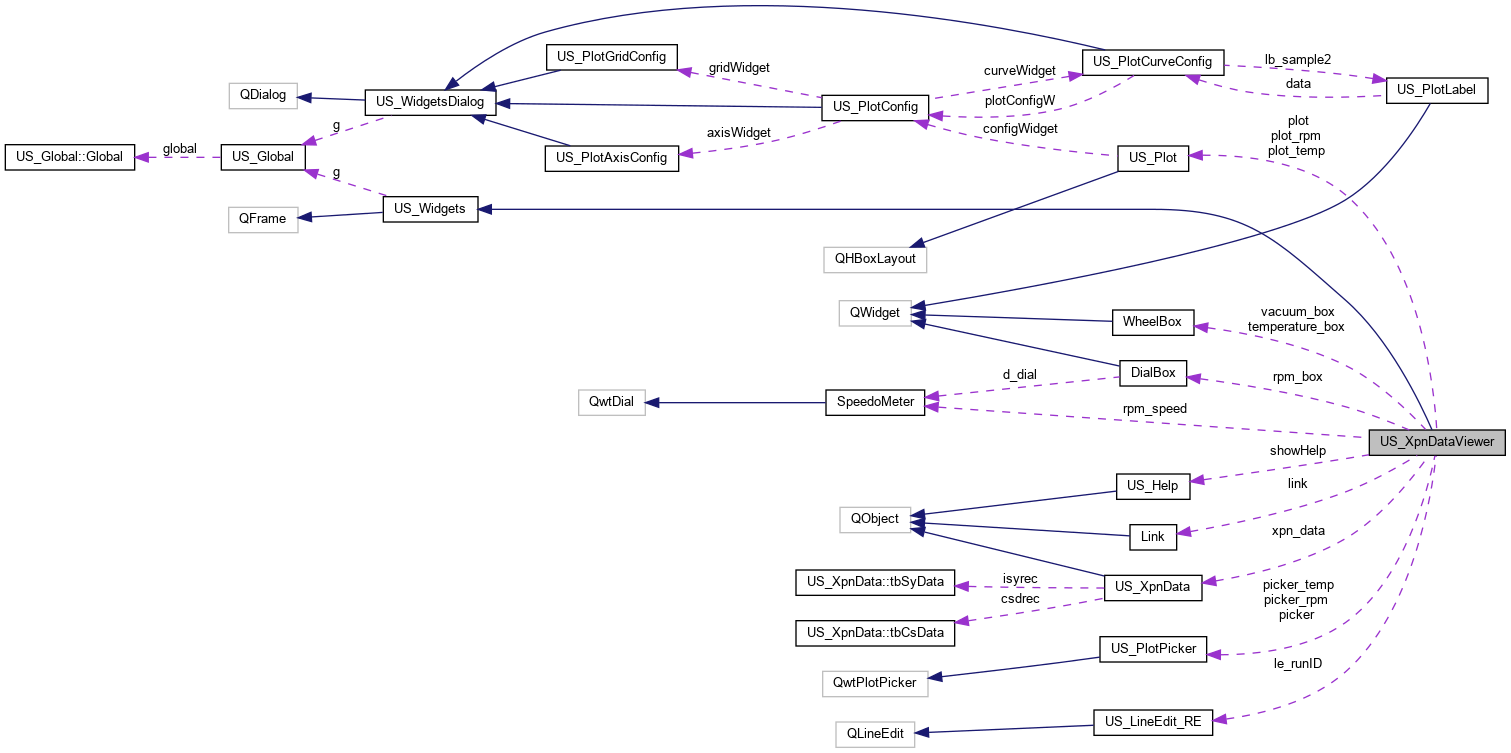 US_PlotGridConfig
gridWidget
US_PlotCurveConfig
lb_sample2
curveWidget
QDialog
US_WidgetsDialog
US_PlotConfig
plotConfigW
data
US_PlotLabel
g
axisWidget
configWidget
plot
plot_rpm
plot_temp
US_Global::Global
global
US_Global
US_PlotAxisConfig
US_Plot
g
QFrame
US_Widgets
QHBoxLayout
QWidget
WheelBox
vacuum_box
temperature_box
DialBox
rpm_box
d_dial
QwtDial
SpeedoMeter
rpm_speed
US_XpnDataViewer
showHelp
US_Help
link
QObject
Link
xpn_data
US_XpnData::tbSyData
isyrec
US_XpnData
csdrec
US_XpnData::tbCsData
picker_temp
picker_rpm
picker
US_PlotPicker
QwtPlotPicker
le_runID
US_LineEdit_RE
QLineEdit